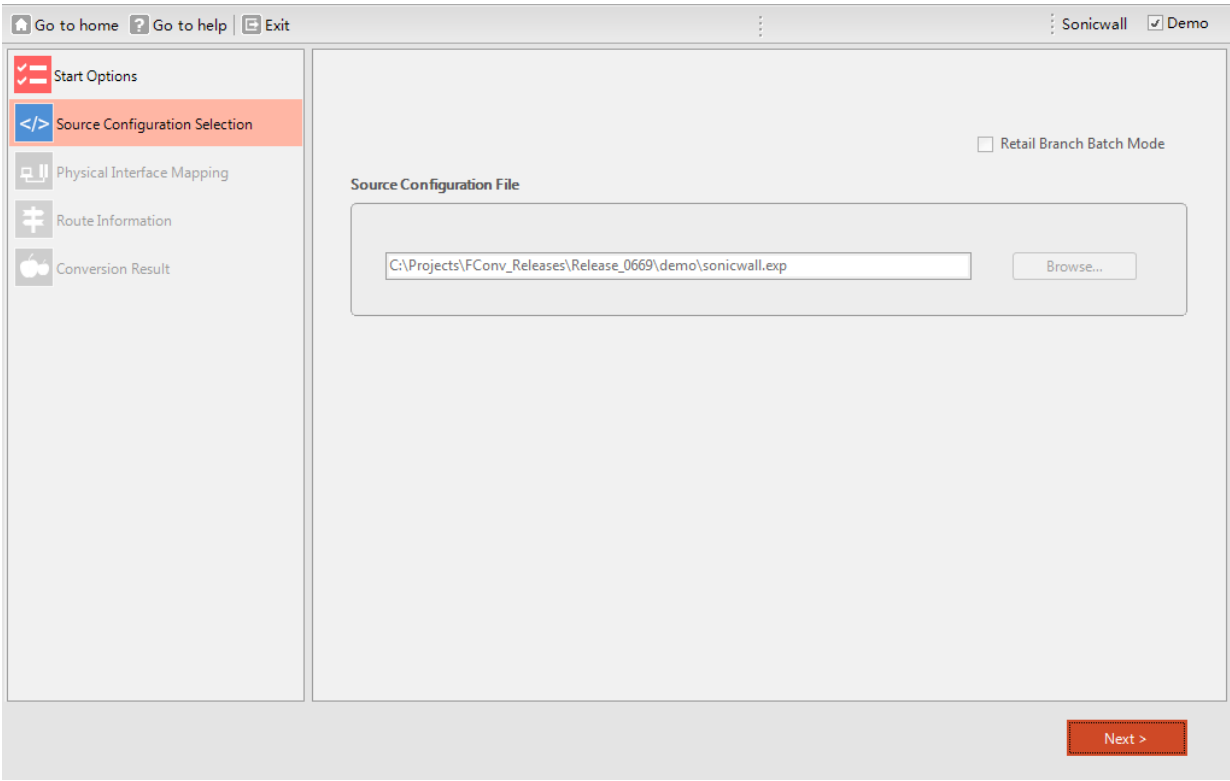 Go to home ? Go to help Exit Sonicwall Demo
Start Options
</> Source Configuration Selection
Physical Interface Mapping
Route Information
Conversion Result
Retail Branch Batch Mode
Source Configuration File
C:\Projects\FConv_Releases\Release_0669\demo\sonicwall.exp Browse...
Next >